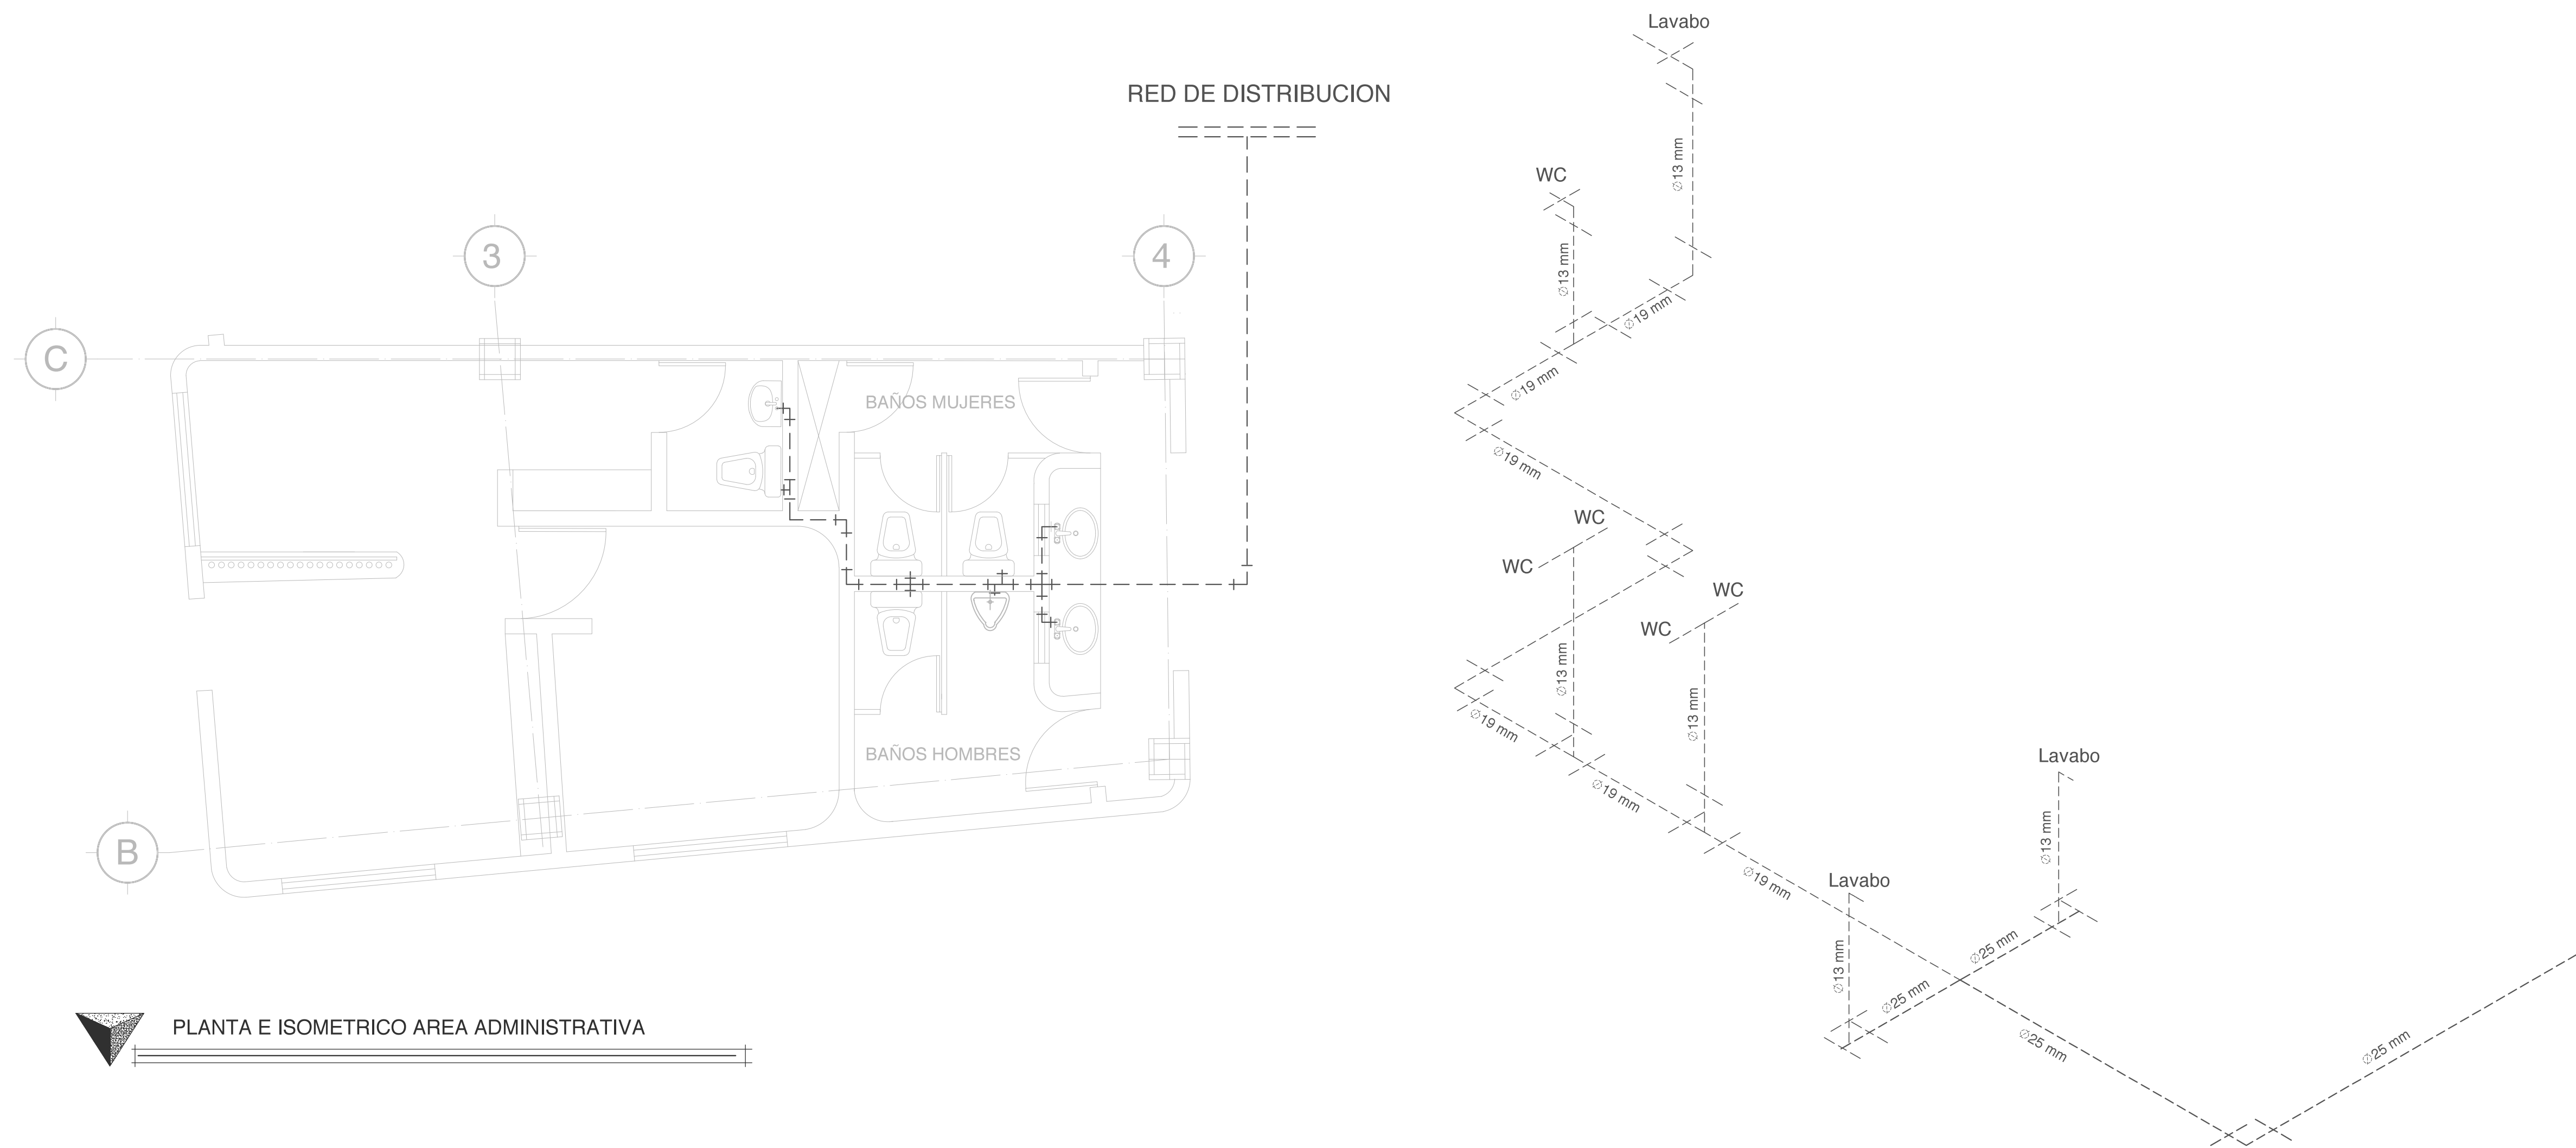 RED DE DISTRIBUCION
3
4
C
BAÑOS MUJERES
BAÑOS HOMBRES
B
PLANTA E ISOMETRICO AREA ADMINISTRATIVA
Lavabo
∅13 mm
WC
∅13 mm
∅19 mm
∅19 mm
∅19 mm
WC
WC
WC
WC
∅13 mm
∅13 mm
∅19 mm
∅19 mm
∅19 mm
Lavabo
∅13 mm
Lavabo
∅13 mm
∅25 mm
∅25 mm
∅25 mm
∅25 mm